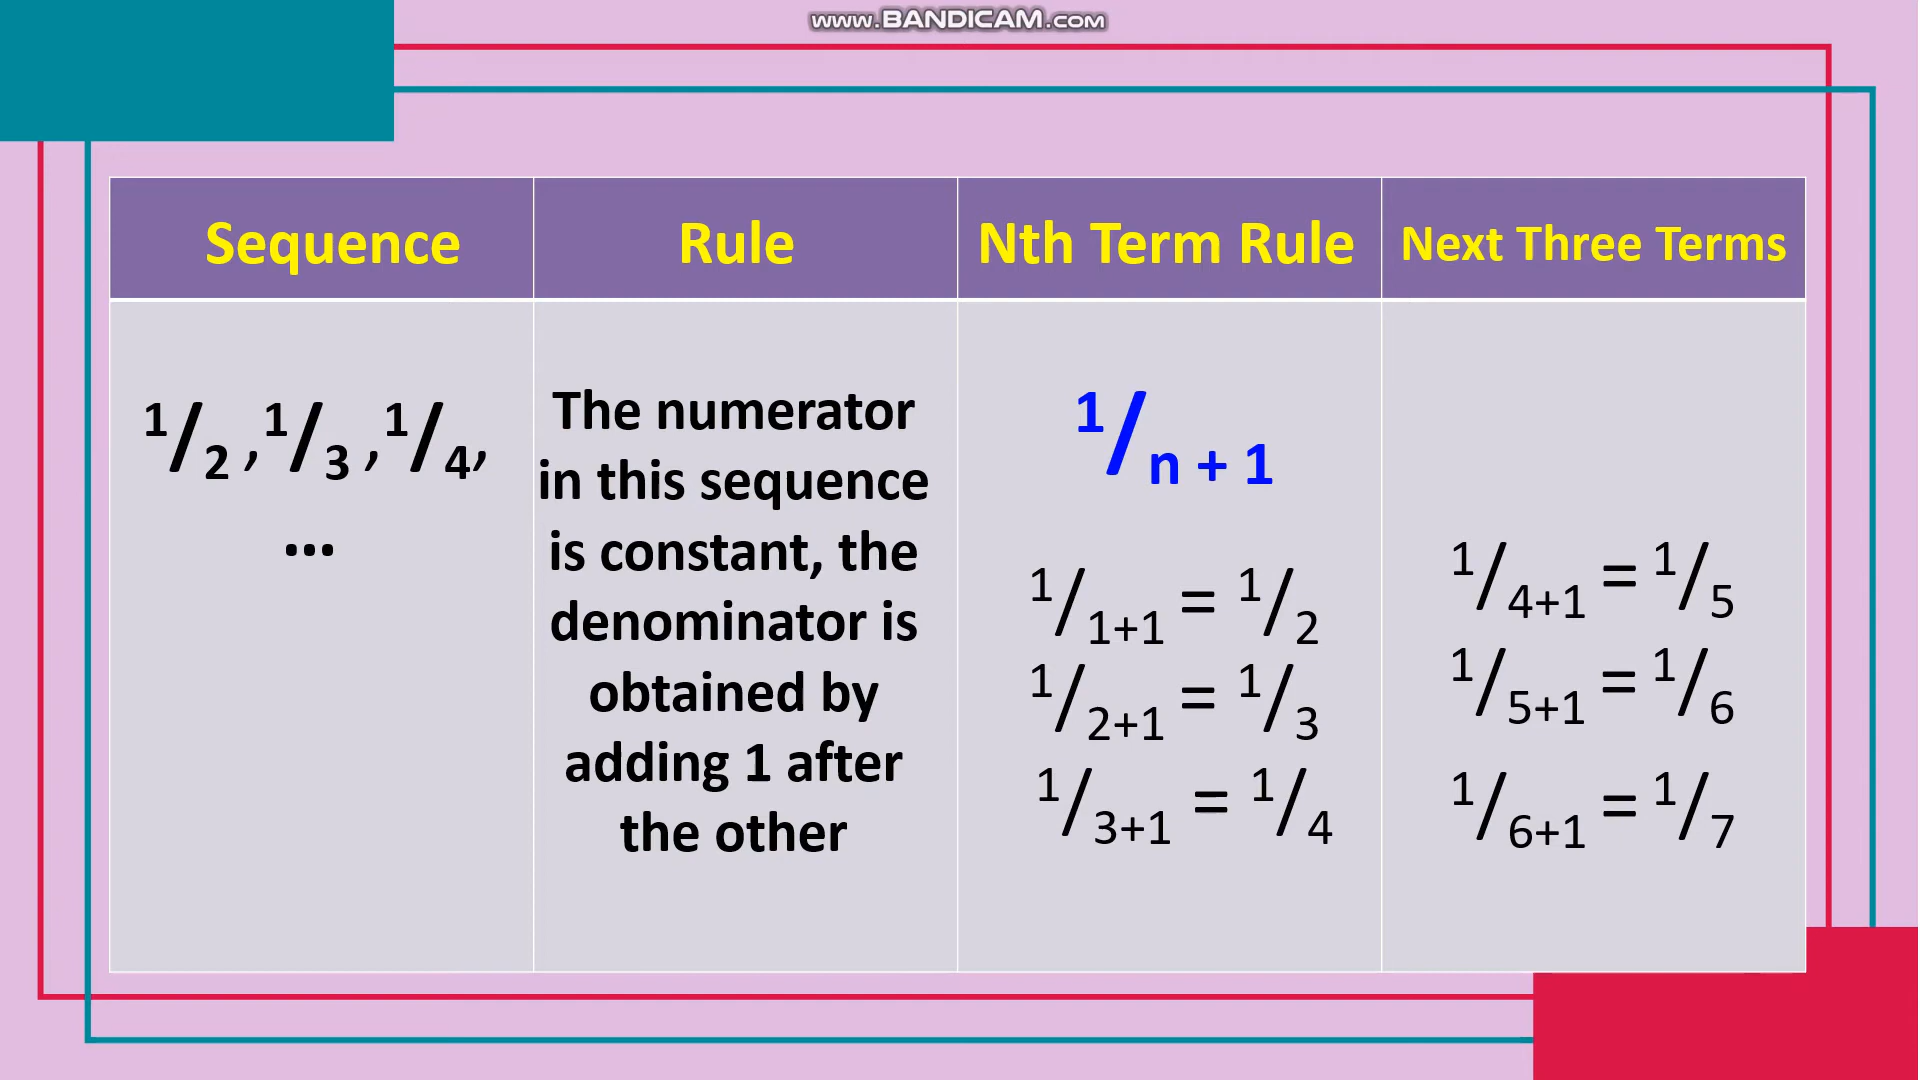 www.BANDICAM.com
Sequence
Rule
Nth Term Rule
Next Three Terms
1/2 ,1/3 ,1/4,
...
The numerator
in this sequence
is constant, the
denominator is
obtained by
adding 1 after
the other
1/n + 1
1/1+1 = 1/2
1/2+1 = 1/3
1/3+1 = 1/4
1/4+1 = 1/5
1/5+1 = 1/6
1/6+1 = 1/7